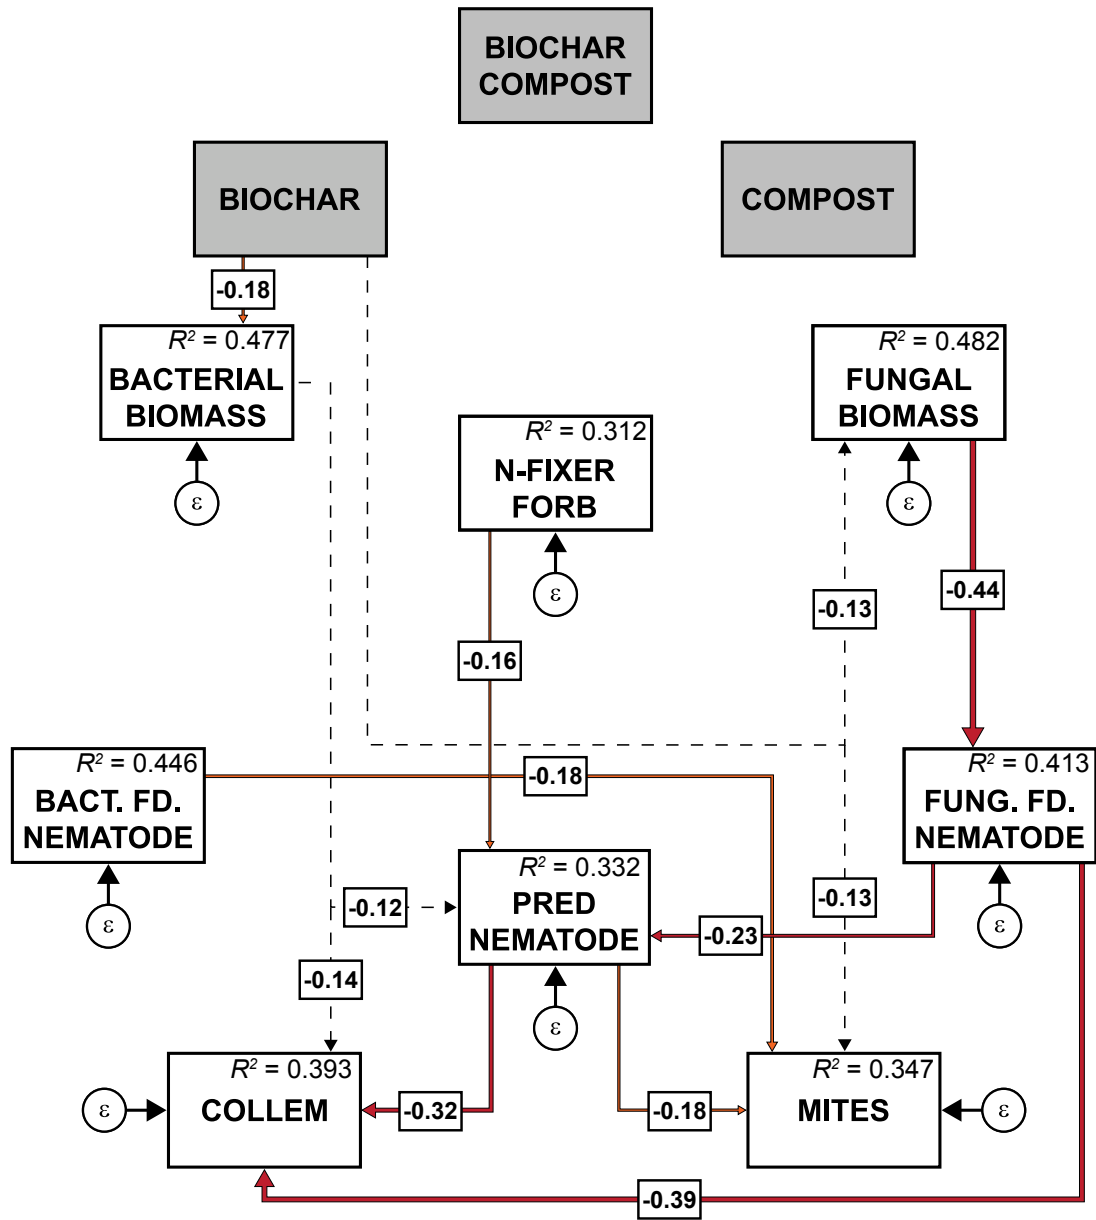 BIOCHAR
COMPOST
BIOCHAR
COMPOST
-0.18
R² = 0.477
BACTERIAL
BIOMASS
ε
R² = 0.482
FUNGAL
BIOMASS
ε
R² = 0.312
N-FIXER
FORB
ε
-0.44
-0.13
-0.16
R² = 0.446
BACT. FD.
NEMATODE
ε
-0.18
R² = 0.413
FUNG. FD.
NEMATODE
ε
R² = 0.332
PRED
NEMATODE
ε
-0.12
-0.13
-0.23
-0.14
R² = 0.393
COLLEM
ε
-0.32
-0.18
R² = 0.347
MITES
ε
-0.39